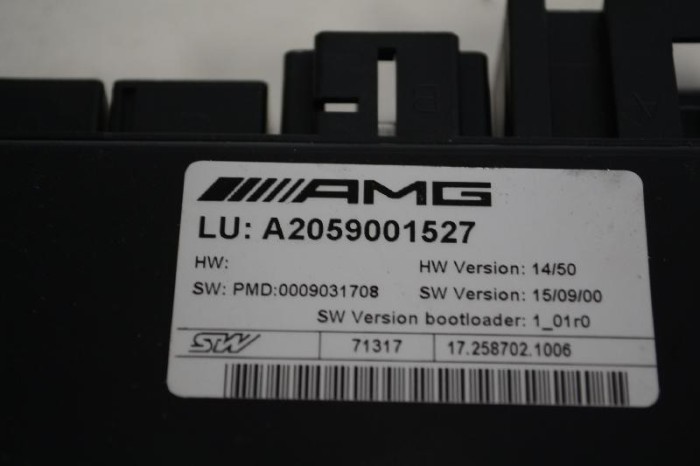 AMG
LU: A2059001527
HW: HW Version: 14/50
SW: PMD:0009031708 SW Version: 15/09/00
SW Version bootloader: 1_01r0
SW 71317 17.258702.1006